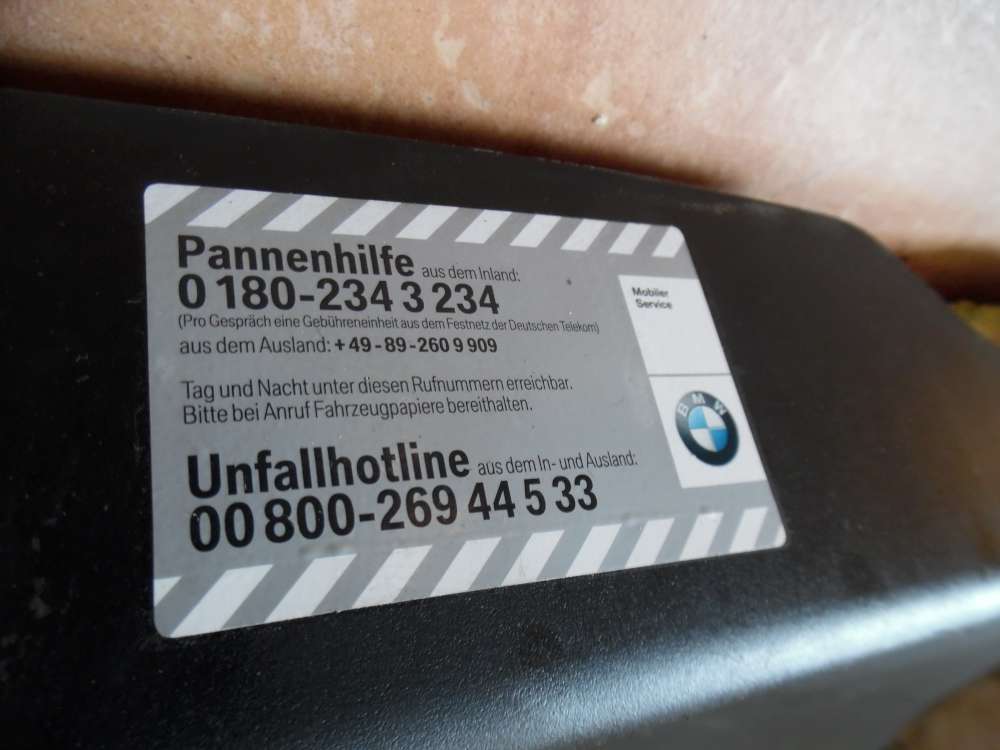 Pannenhilfe aus dem Inland:
0 180-234 3 234
(Pro Gespräch eine Gebühreneinheit aus dem Festnetz der Deutschen Telekom)
aus dem Ausland: +49-89-260 9 909
Tag und Nacht unter diesen Rufnummern erreichbar.
Bitte bei Anruf Fahrzeugpapiere bereithalten.
Unfallhotline aus dem In- und Ausland:
00 800-269 44 5 33
Mobiler
Service
BMW